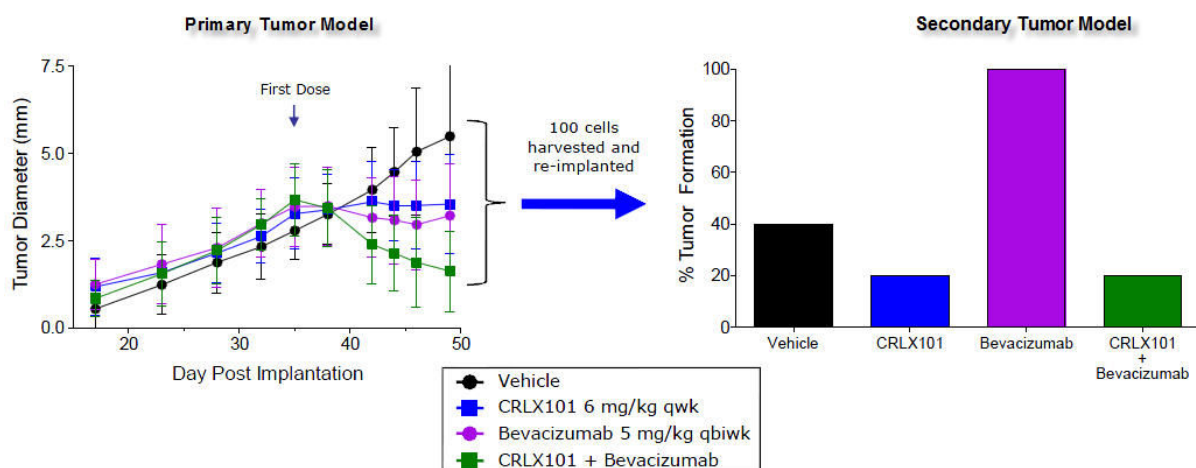 Primary Tumor Model
Tumor Diameter (mm)
7.5
5.0
2.5
0.0
20
30
40
50
Day Post Implantation
First Dose
100 cells
harvested and
re-implanted
Secondary Tumor Model
% Tumor Formation
100
80
60
40
20
0
Vehicle
CRLX101
Bevacizumab
CRLX101
+
Bevacizumab
Vehicle
CRLX101 6 mg/kg qwk
Bevacizumab 5 mg/kg qbiwk
CRLX101 + Bevacizumab